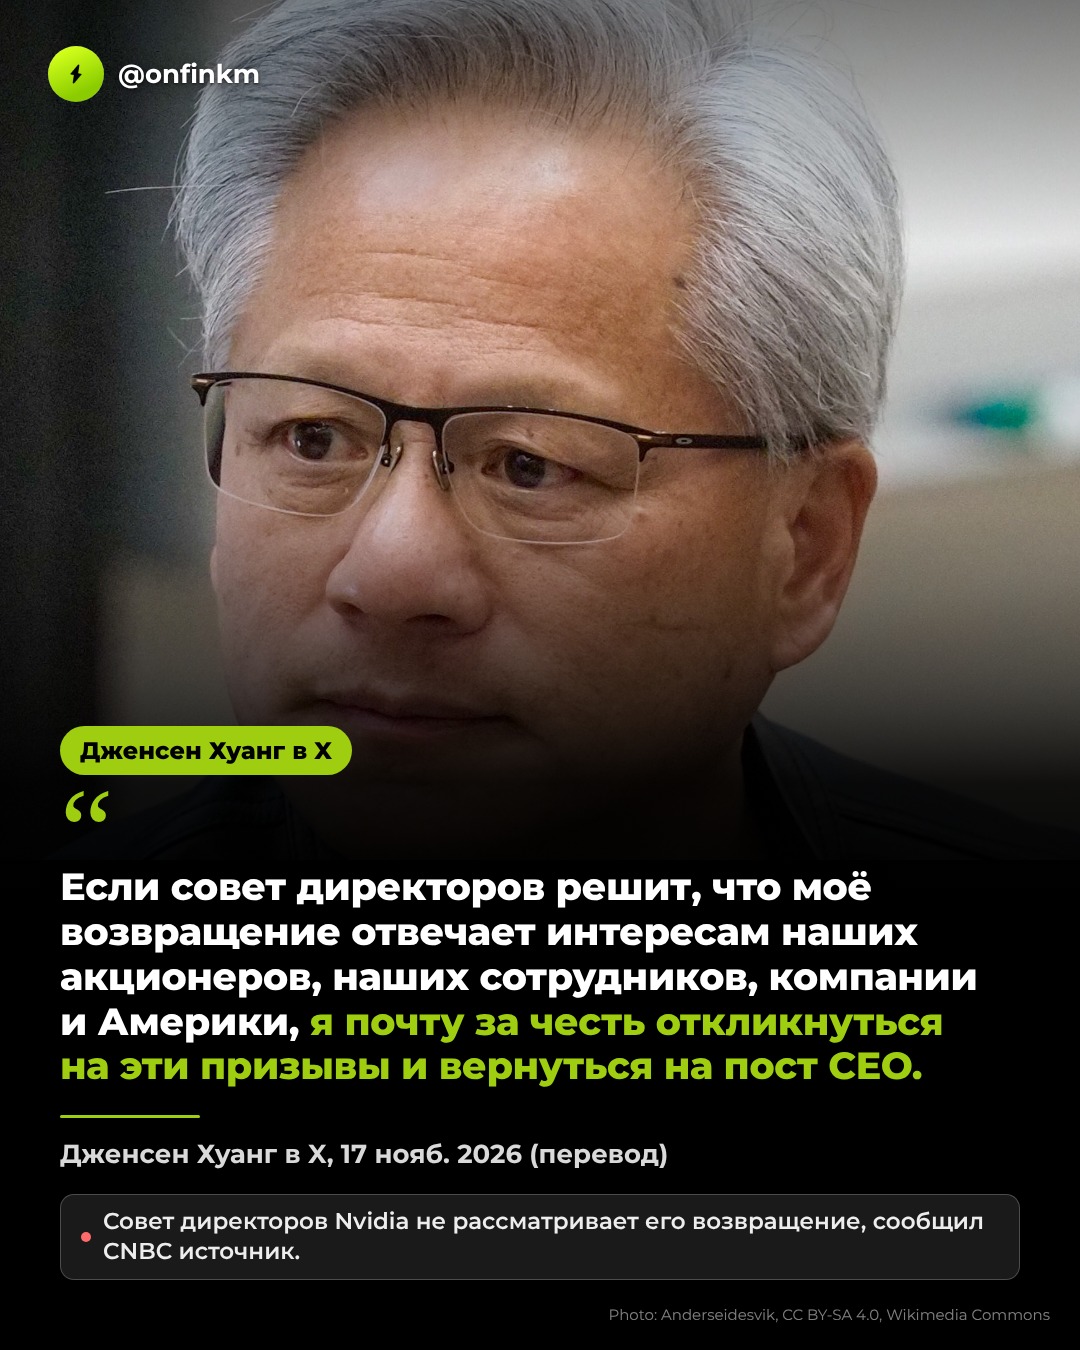 @onfinkm
Дженсен Хуанг в X
“
Если совет директоров решит, что моё
возвращение отвечает интересам наших
акционеров, наших сотрудников, компании
и Америки, я почту за честь откликнуться
на эти призывы и вернуться на пост CEO.
Дженсен Хуанг в X, 17 нояб. 2026 (перевод)
Совет директоров Nvidia не рассматривает его возвращение, сообщил
CNBC источник.
Photo: Anderseidesvik, CC BY-SA 4.0, Wikimedia Commons